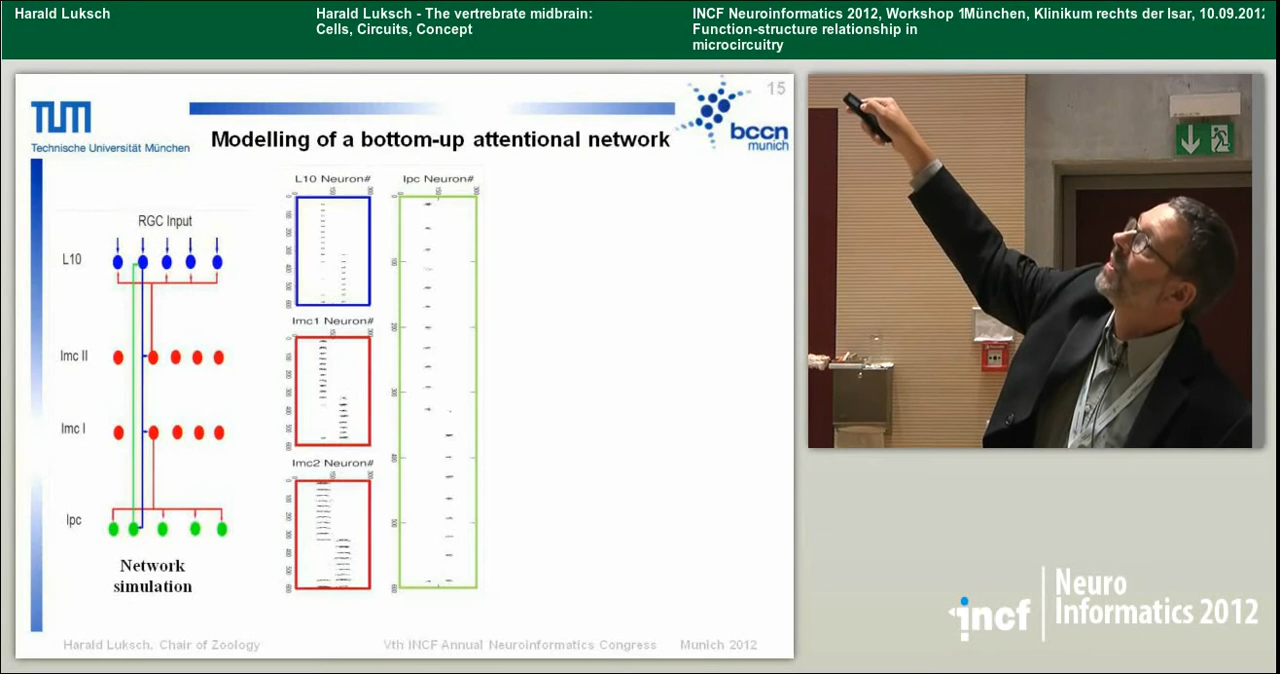 Harald Luksch
Harald Luksch - The vertrebrate midbrain:
Cells, Circuits, Concept
INCF Neuroinformatics 2012, Workshop 1München, Klinikum rechts der Isar, 10.09.2012
Function-structure relationship in
microcircuitry
15
TUM
Technische Universität München
bccn
munich
Modelling of a bottom-up attentional network
RGC Input
L10
Imc II
Imc I
Ipc
Network
simulation
L10 Neuron#
Imc1 Neuron#
Imc2 Neuron#
Ipc Neuron#
Harald Luksch, Chair of Zoology
Vth INCF Annual Neuroinformatics Congress
Munich 2012
incf
Neuro
Informatics 2012